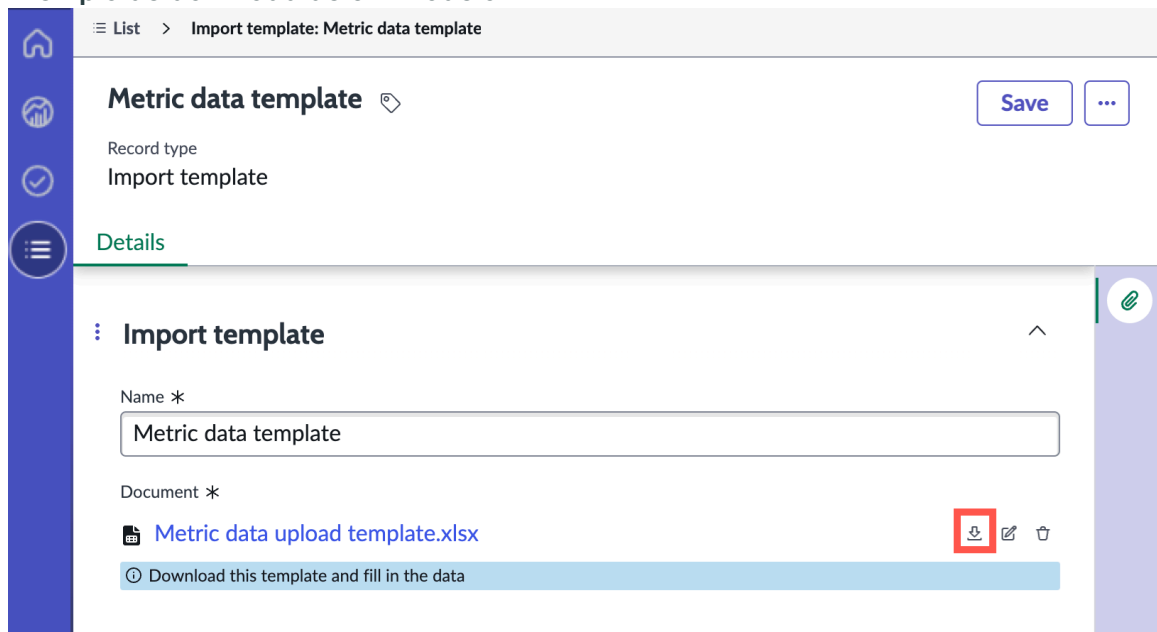 List > Import template: Metric data template
Metric data template
Save ...
Record type
Import template
Details
Import template
Name *
Metric data template
Document *
Metric data upload template.xlsx
Download this template and fill in the data